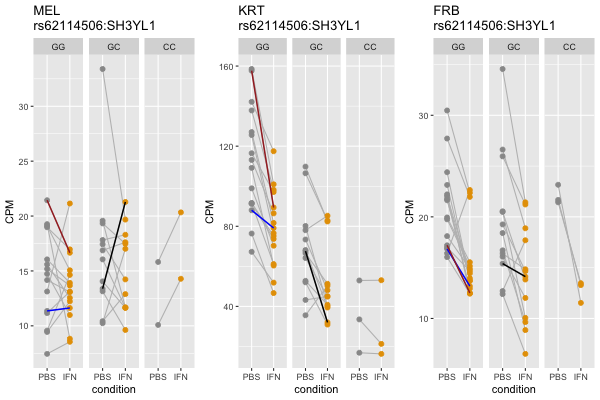 MEL
rs62114506:SH3YL1
GG GC CC
CPM
30
25
20
15
10
PBS IFN PBS IFN PBS IFN
condition
KRT
rs62114506:SH3YL1
GG GC CC
CPM
160
120
80
40
PBS IFN PBS IFN PBS IFN
condition
FRB
rs62114506:SH3YL1
GG GC CC
CPM
30
20
10
PBS IFN PBS IFN PBS IFN
condition